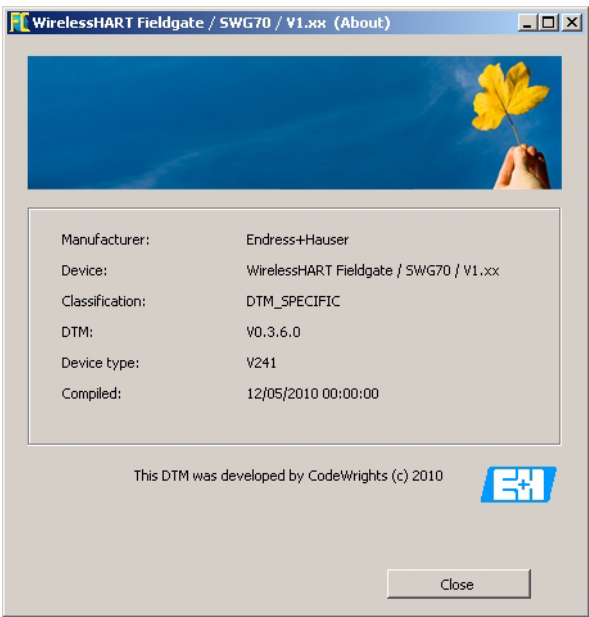 WirelessHART Fieldgate / SWG70 / V1.xx (About)
Manufacturer: Endress+Hauser
Device: WirelessHART Fieldgate / SWG70 / V1.xx
Classification: DTM_SPECIFIC
DTM: V0.3.6.0
Device type: V241
Compiled: 12/05/2010 00:00:00
This DTM was developed by CodeWrights (c) 2010
E+H
Close